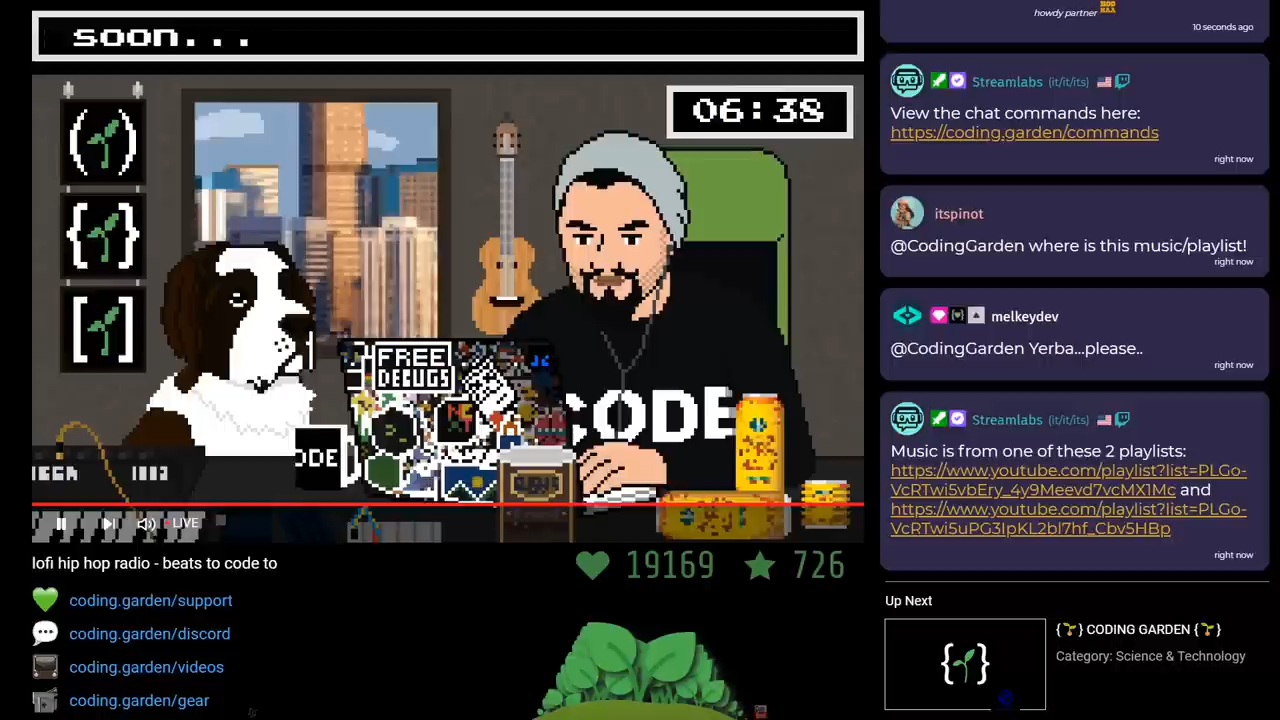 soon...
06:38
FREE
DEBUGS
CODE
ODE
LIVE
lofi hip hop radio - beats to code to
19169
726
coding.garden/support
coding.garden/discord
coding.garden/videos
coding.garden/gear
howdy partner
10 seconds ago
Streamlabs (it/it/its)
View the chat commands here:
https://coding.garden/commands
right now
itspinot
@CodingGarden where is this music/playlist!
right now
melkeydev
@CodingGarden Yerba...please..
right now
Streamlabs (it/it/its)
Music is from one of these 2 playlists:
https://www.youtube.com/playlist?list=PLGo-
VcRTwi5vbEry_4y9Meevd7vcMX1Mc and
https://www.youtube.com/playlist?list=PLGo-
VcRTwi5uPG3IpKL2bl7hf_Cbv5HBp
right now
Up Next
{🌱} CODING GARDEN {🌱}
Category: Science & Technology